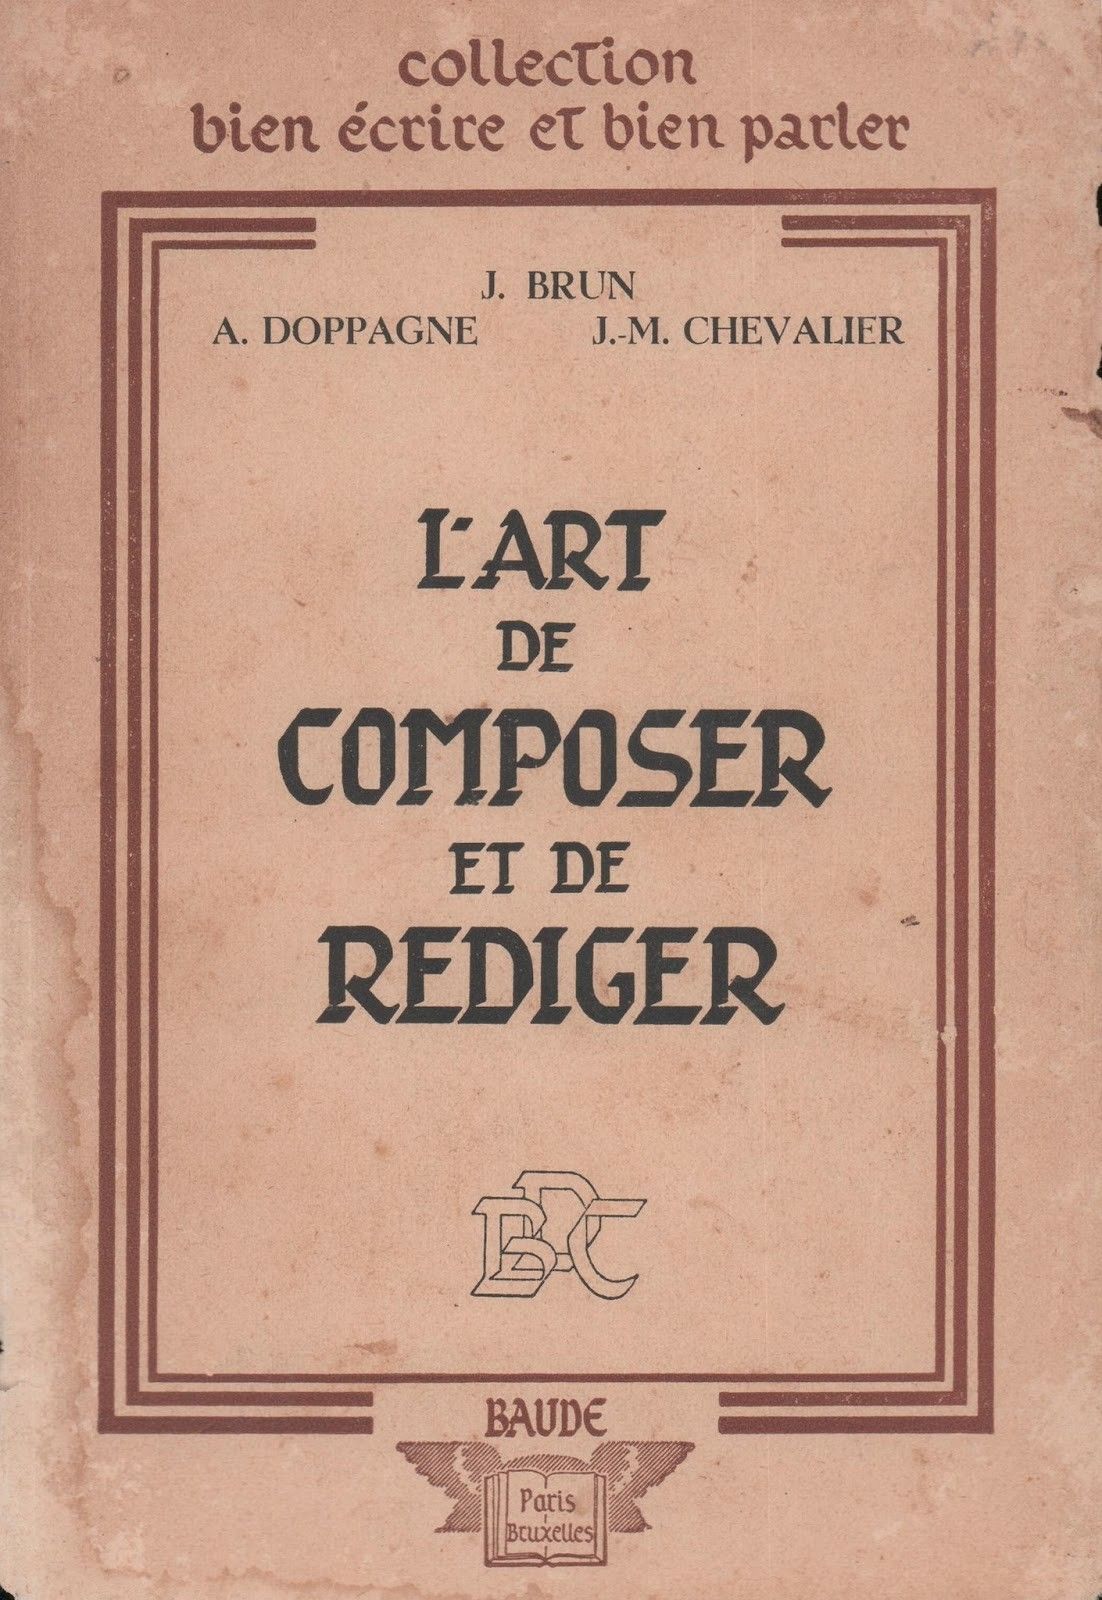 collection
bien écrire et bien parler
J. BRUN
A. DOPPAGNE J.-M. CHEVALIER
L'ART
DE
COMPOSER
ET DE
REDIGER
BDC
BAUDE
Paris
-
Bruxelles